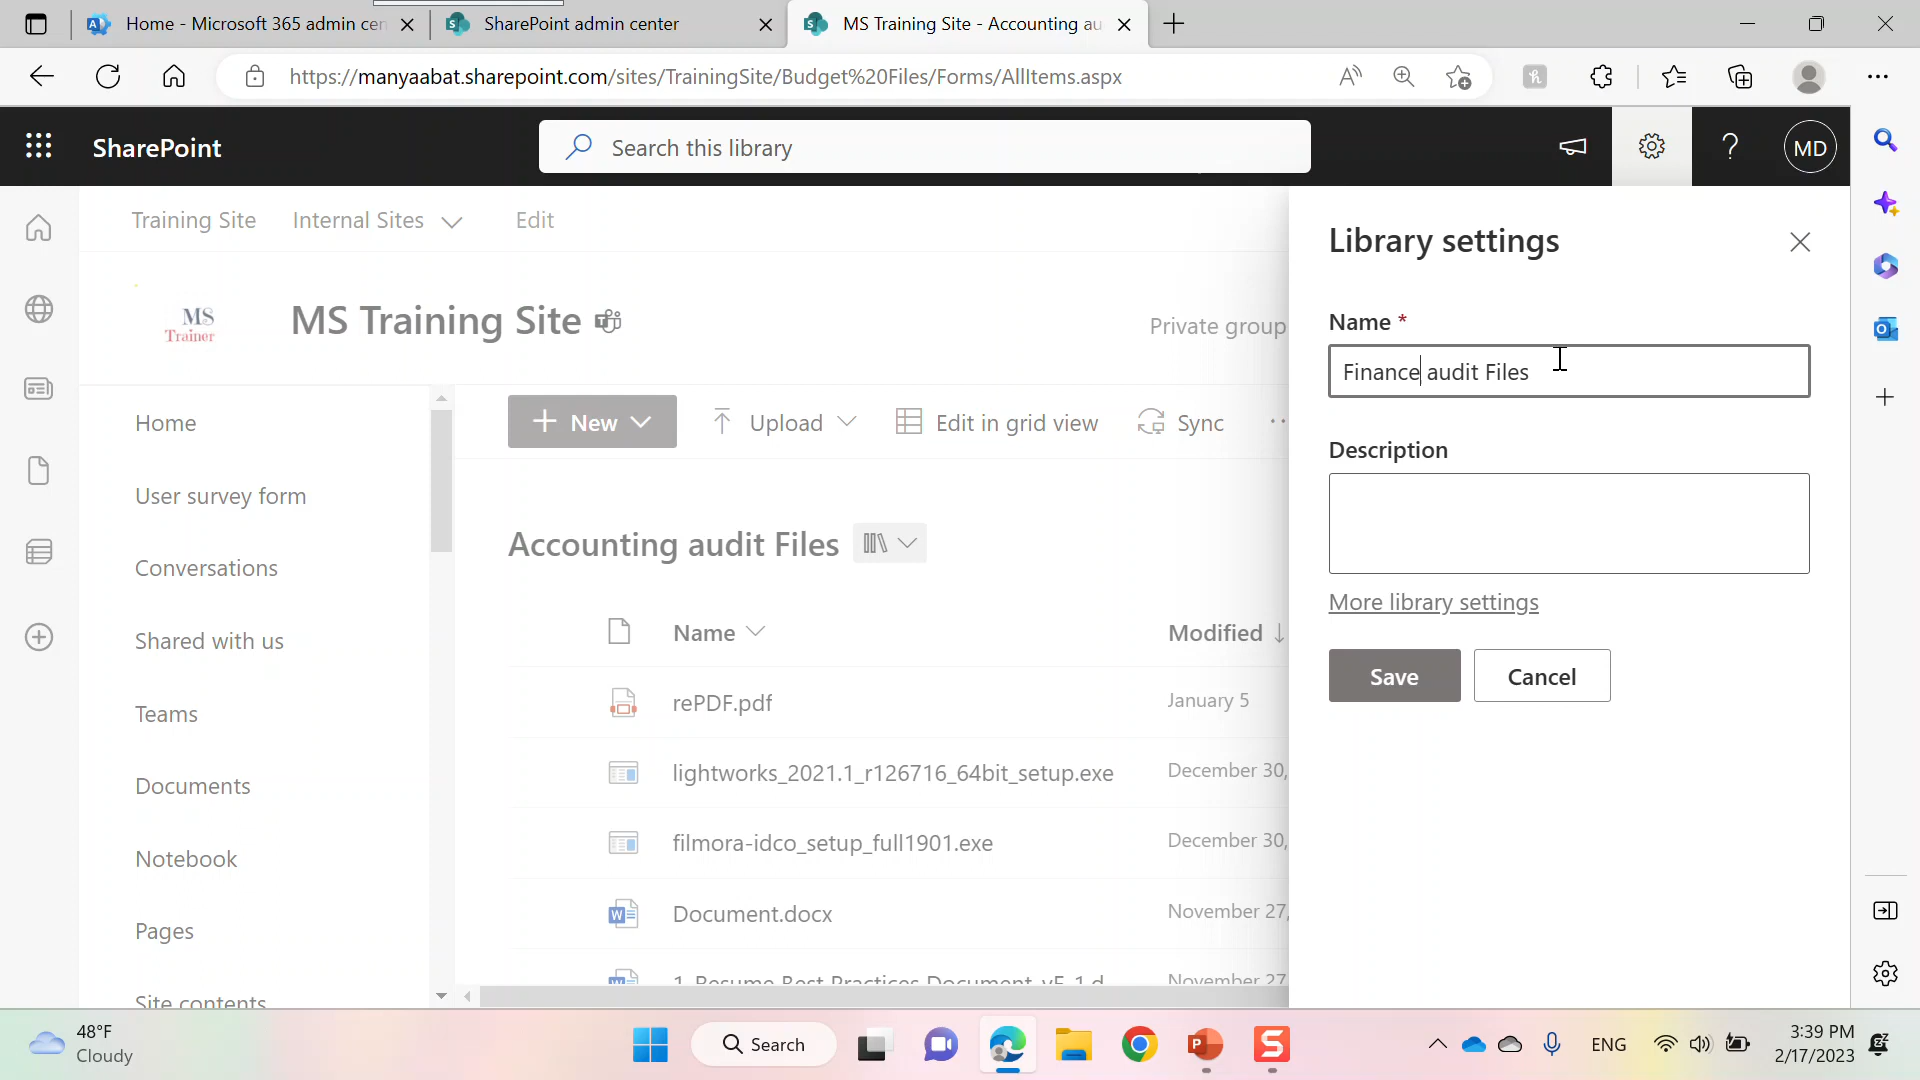 Home - Microsoft 365 admin cen
SharePoint admin center
MS Training Site - Accounting au
https://manyaabat.sharepoint.com/sites/TrainingSite/Budget%20Files/Forms/AllItems.aspx
SharePoint
Search this library
MD
Training Site Internal Sites Edit
MS Trainer
MS Training Site
Private group
Home
User survey form
Conversations
Shared with us
Teams
Documents
Notebook
Pages
Site contents
New Upload Edit in grid view Sync
Accounting audit Files
Name Modified
rePDF.pdf January 5
lightworks_2021.1_r126716_64bit_setup.exe December 30,
filmora-idco_setup_full1901.exe December 30,
Document.docx November 27,
1_Resume_Best_Practices_Document_v5_1.d November 27
Library settings
Name *
Finance audit Files
Description
More library settings
Save Cancel
48°F
Cloudy
Search
ENG
3:39 PM
2/17/2023